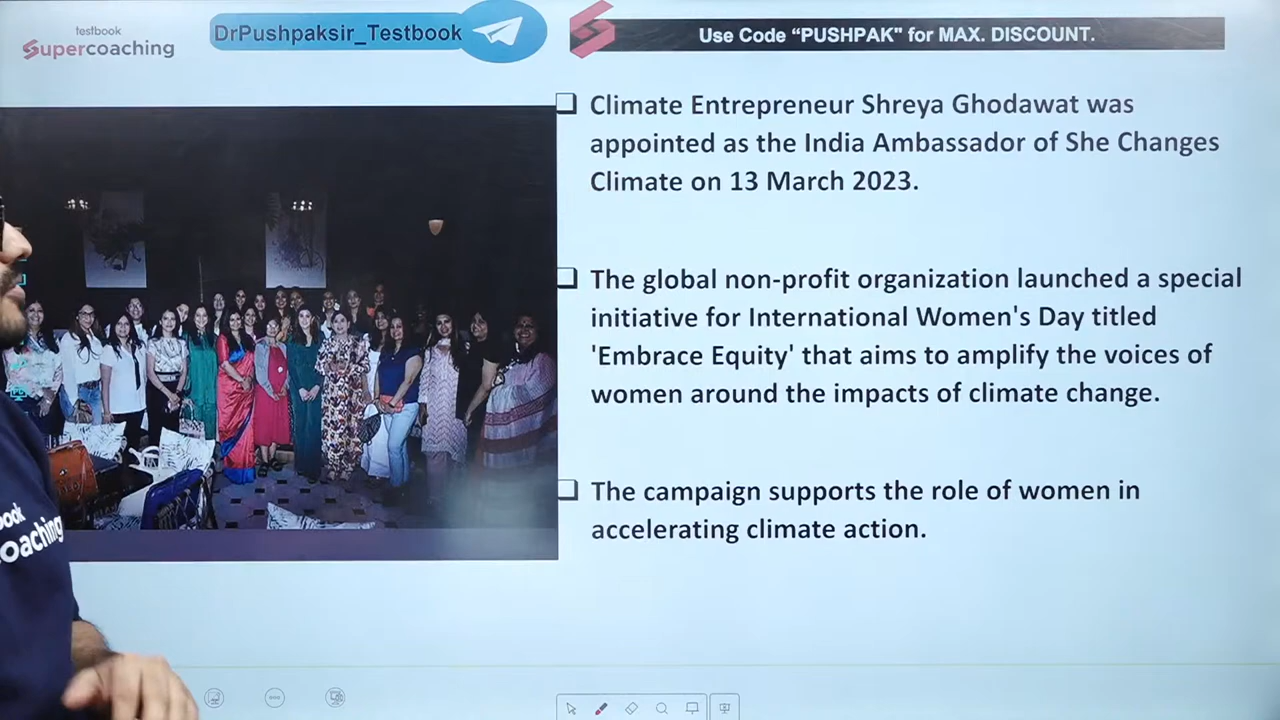 testbook
Supercoaching
DrPushpaksir_Testbook
Use Code “PUSHPAK" for MAX. DISCOUNT.
Climate Entrepreneur Shreya Ghodawat was
appointed as the India Ambassador of She Changes
Climate on 13 March 2023.
The global non-profit organization launched a special
initiative for International Women's Day titled
'Embrace Equity' that aims to amplify the voices of
women around the impacts of climate change.
The campaign supports the role of women in
accelerating climate action.
book
oaching